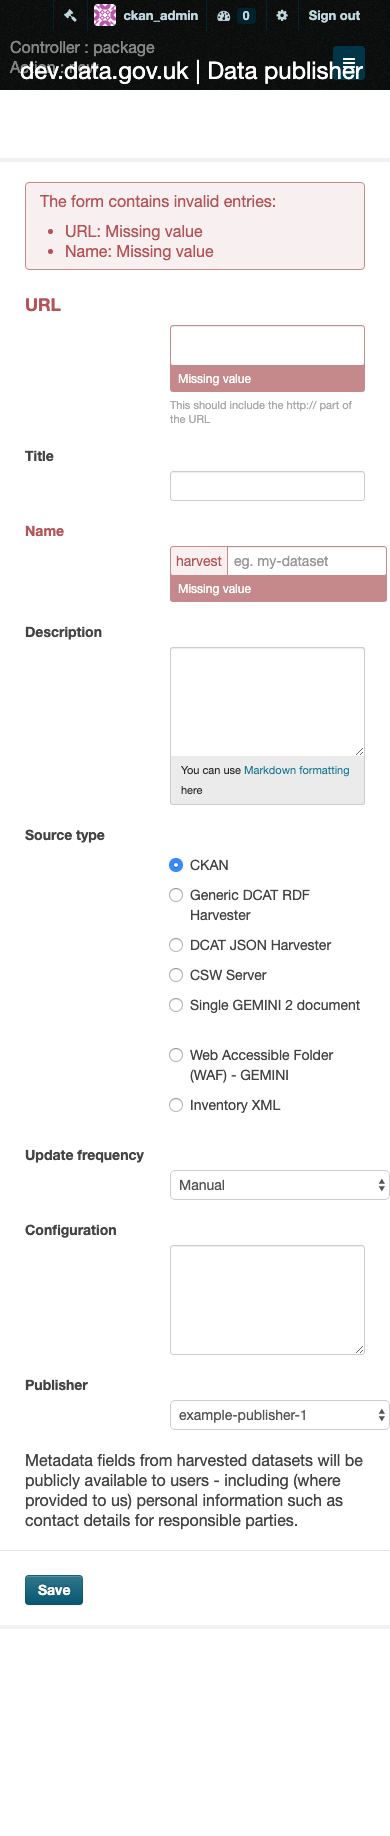 ckan_admin 0 Sign out
Controller : package
Action : new
dev.data.gov.uk | Data publisher
The form contains invalid entries:
• URL: Missing value
• Name: Missing value
URL
Missing value
This should include the http:// part of
the URL
Title
Name
harvest eg. my-dataset
Missing value
Description
You can use Markdown formatting
here
Source type
CKAN
Generic DCAT RDF
Harvester
DCAT JSON Harvester
CSW Server
Single GEMINI 2 document
Web Accessible Folder
(WAF) - GEMINI
Inventory XML
Update frequency
Manual
Configuration
Publisher
example-publisher-1
Metadata fields from harvested datasets will be
publicly available to users - including (where
provided to us) personal information such as
contact details for responsible parties.
Save